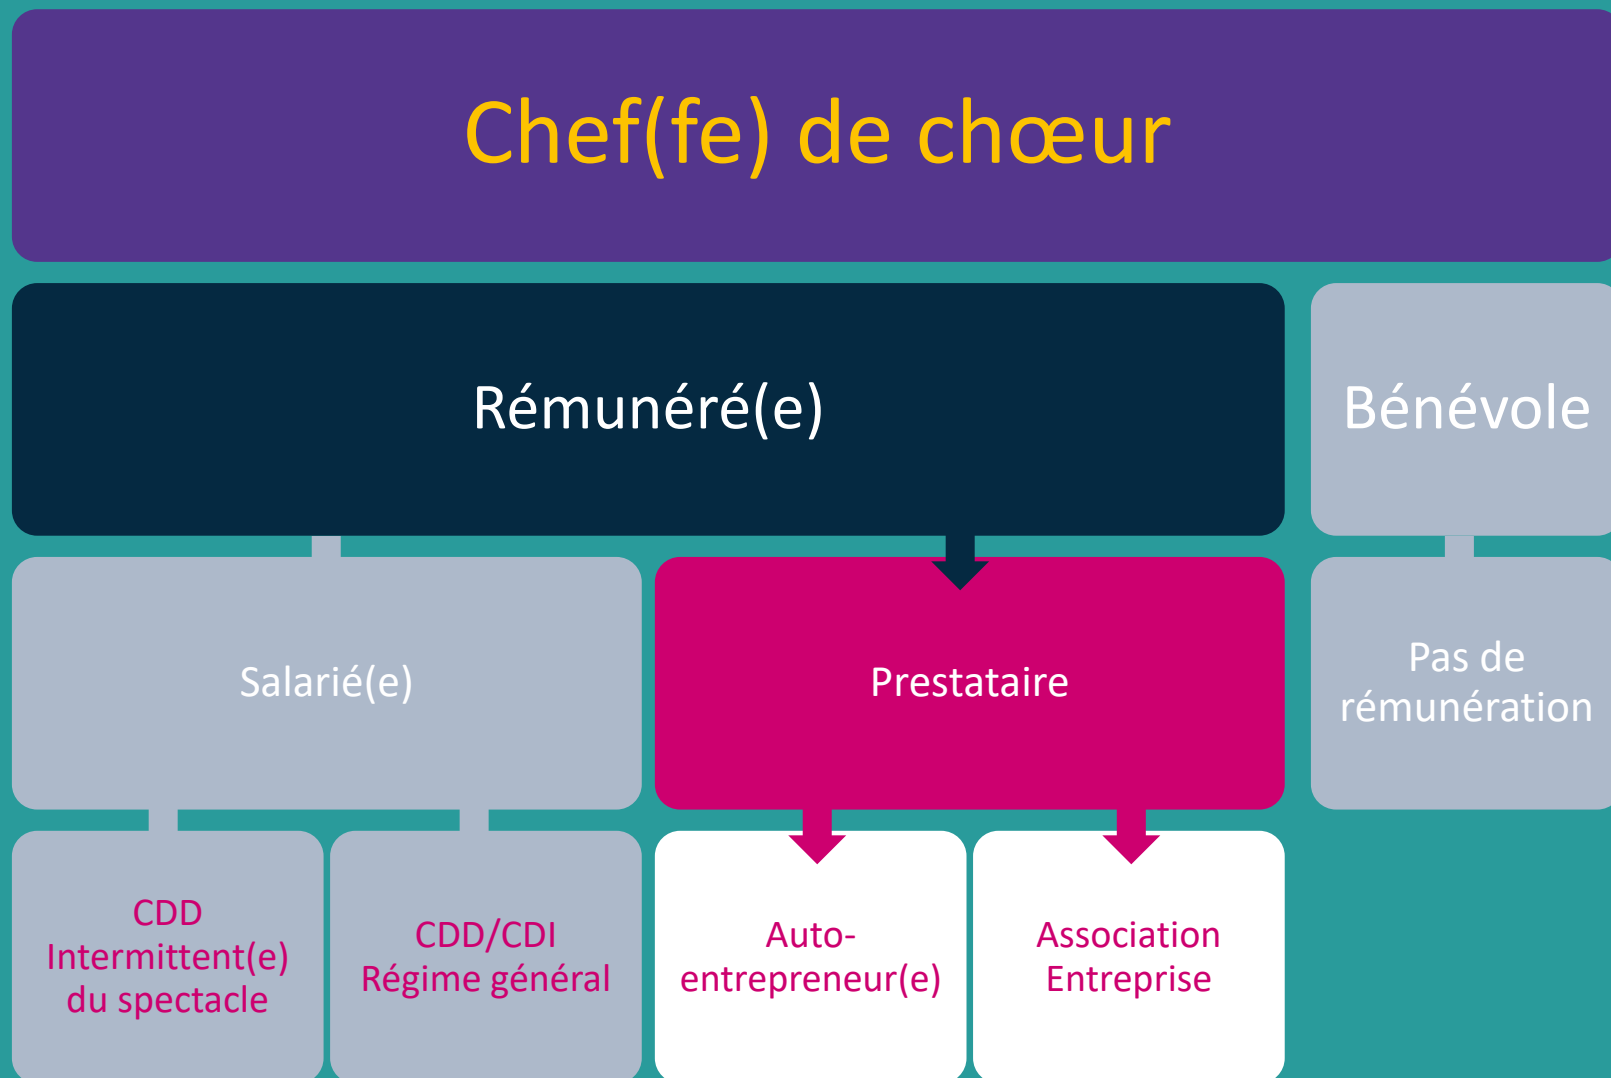 Chef(fe) de chœur
Rémunéré(e)
Bénévole
Salarié(e)
Prestataire
Pas de
rémunération
CDD
Intermittent(e)
du spectacle
CDD/CDI
Régime général
Auto-
entrepreneur(e)
Association
Entreprise